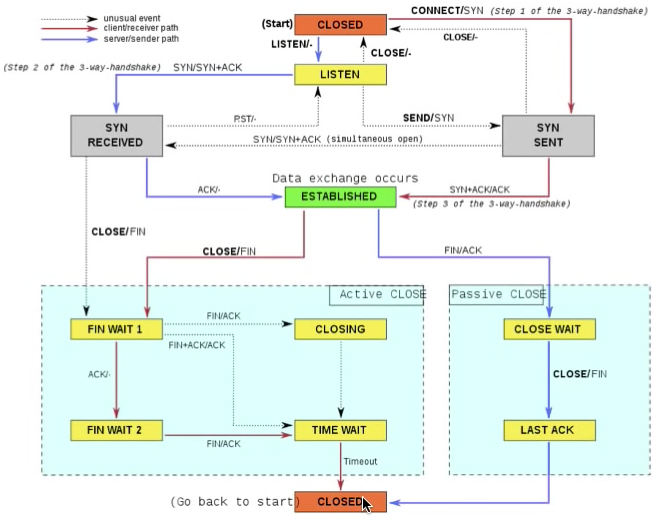 unusual event
client/receiver path
server/sender path
(Start)
CLOSED
CONNECT/SYN (Step 1 of the 3-way-handshake)
CLOSE/-
LISTEN/-
CLOSE/-
(Step 2 of the 3-way-handshake) SYN/SYN+ACK
LISTEN
SYN
RECEIVED
RST/-
SEND/SYN
SYN
SENT
SYN/SYN+ACK (simultaneous open)
Data exchange occurs
ACK/-
ESTABLISHED
SYN+ACK/ACK
(Step 3 of the 3-way-handshake)
CLOSE/FIN
CLOSE/FIN
FIN/ACK
Active CLOSE
Passive CLOSE
FIN WAIT 1
FIN/ACK
CLOSING
CLOSE WAIT
FIN+ACK/ACK
ACK/-
CLOSE/FIN
FIN WAIT 2
FIN/ACK
TIME WAIT
LAST ACK
Timeout
(Go back to start)
CLOSED